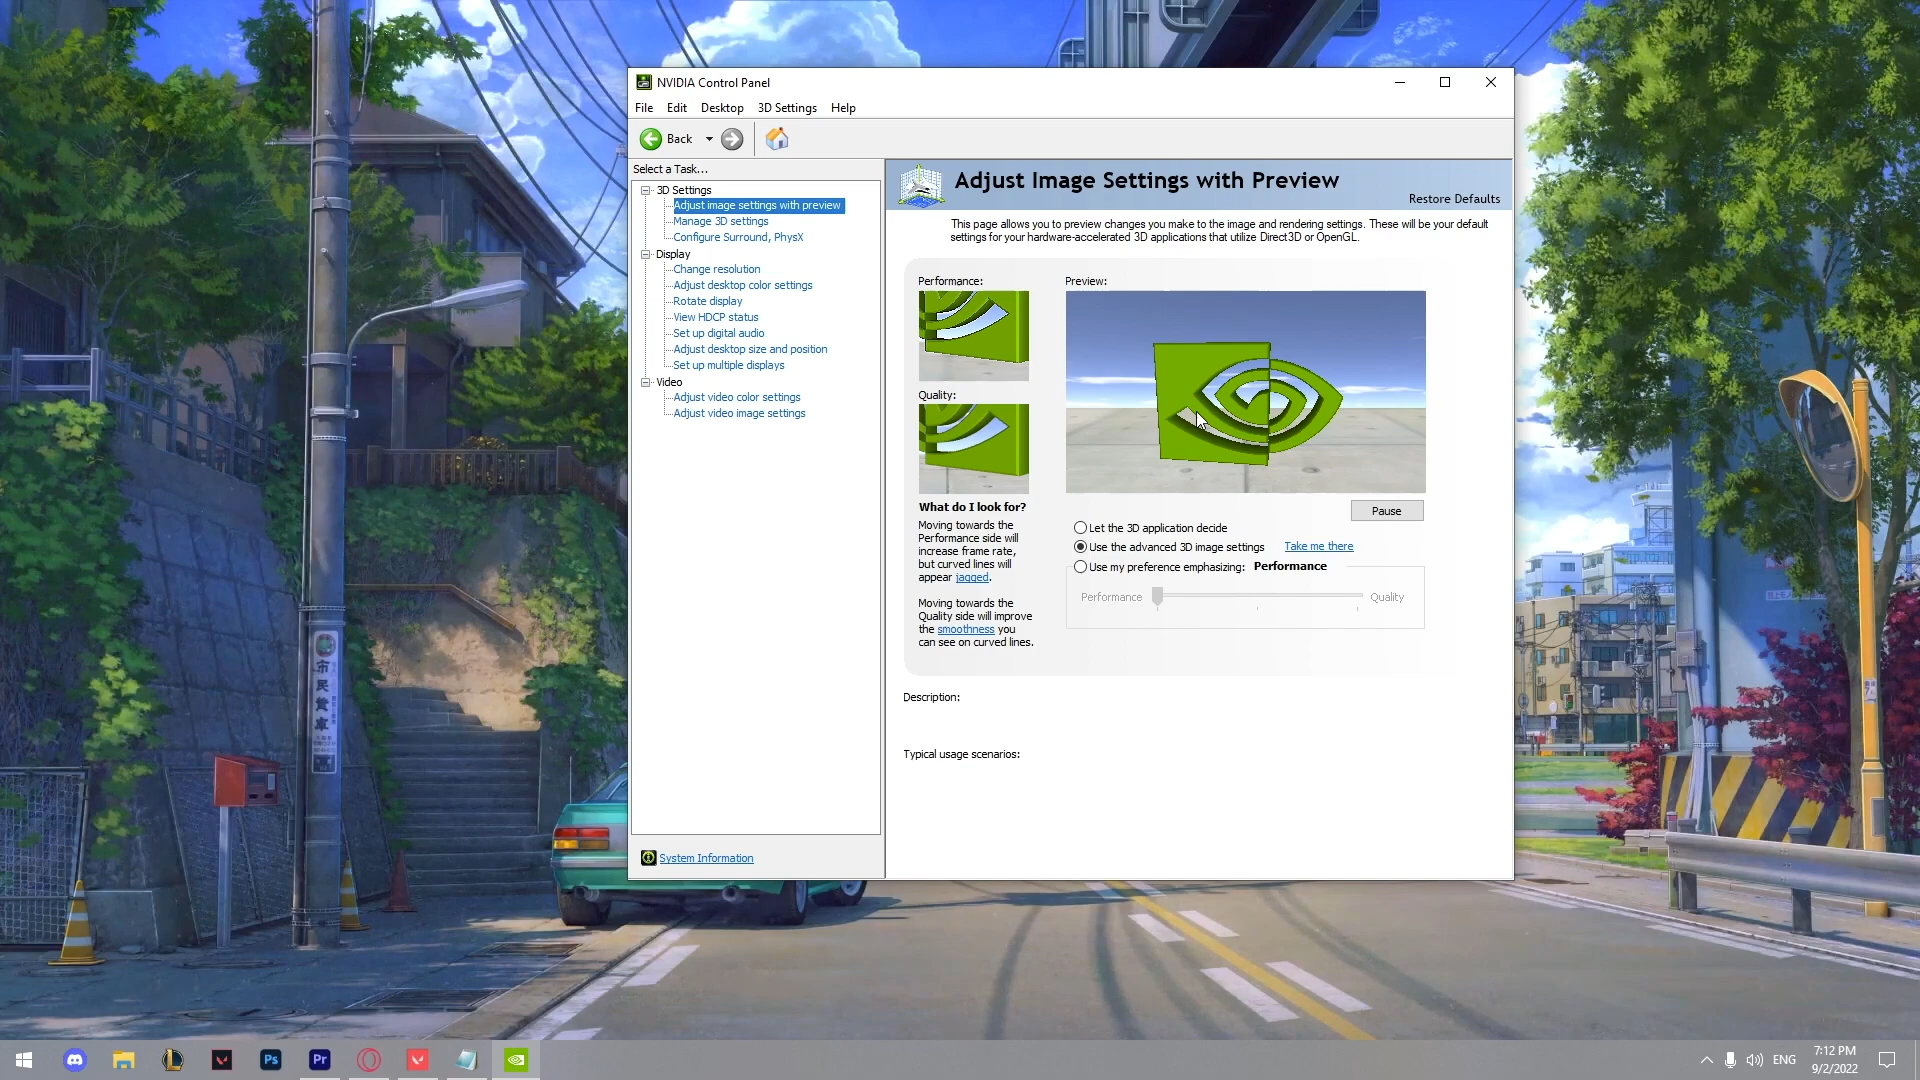 NVIDIA Control Panel
File Edit Desktop 3D Settings Help
Back
Select a Task...
3D Settings
Adjust image settings with preview
Manage 3D settings
Configure Surround, PhysX
Display
Change resolution
Adjust desktop color settings
Rotate display
View HDCP status
Set up digital audio
Adjust desktop size and position
Set up multiple displays
Video
Adjust video color settings
Adjust video image settings
System Information
Adjust Image Settings with Preview
Restore Defaults
This page allows you to preview changes you make to the image and rendering settings. These will be your default
settings for your hardware-accelerated 3D applications that utilize Direct3D or OpenGL.
Performance:
Quality:
What do I look for?
Moving towards the
Performance side will
increase frame rate,
but curved lines will
appear jagged.
Moving towards the
Quality side will improve
the smoothness you
can see on curved lines.
Preview:
Pause
Let the 3D application decide
Use the advanced 3D image settings Take me there
Use my preference emphasizing: Performance
Performance Quality
Description:
Typical usage scenarios:
市民貸庫
Ps
Pr
ENG
7:12 PM
9/2/2022